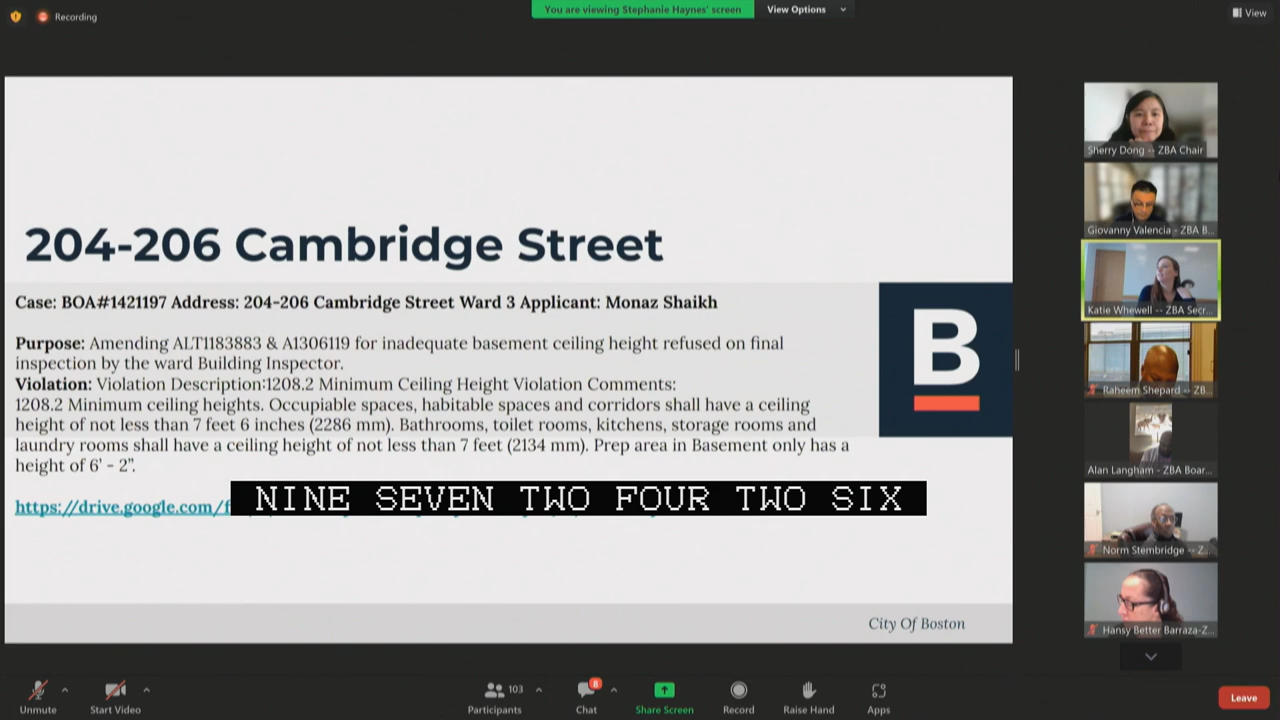 Recording
You are viewing Stephanie Haynes' screen
View Options
View
204-206 Cambridge Street
Case: BOA#1421197 Address: 204-206 Cambridge Street Ward 3 Applicant: Monaz Shaikh
Purpose: Amending ALT1183883 & A1306119 for inadequate basement ceiling height refused on final
inspection by the ward Building Inspector.
Violation: Violation Description:1208.2 Minimum Ceiling Height Violation Comments:
1208.2 Minimum ceiling heights. Occupiable spaces, habitable spaces and corridors shall have a ceiling
height of not less than 7 feet 6 inches (2286 mm). Bathrooms, toilet rooms, kitchens, storage rooms and
laundry rooms shall have a ceiling height of not less than 7 feet (2134 mm). Prep area in Basement only has a
height of 6' - 2".
https://drive.google.com/f
NINE SEVEN TWO FOUR TWO SIX
B
City Of Boston
Sherry Dong -- ZBA Chair
Giovanny Valencia - ZBA B...
Katie Whewell -- ZBA Secr...
Raheem Shepard -- ZB...
Alan Langham - ZBA Boar...
Norm Stembridge -- Z...
Hansy Better Barraza-Z...
Unmute
Start Video
103
Participants
8
Chat
Share Screen
Record
Raise Hand
Apps
Leave